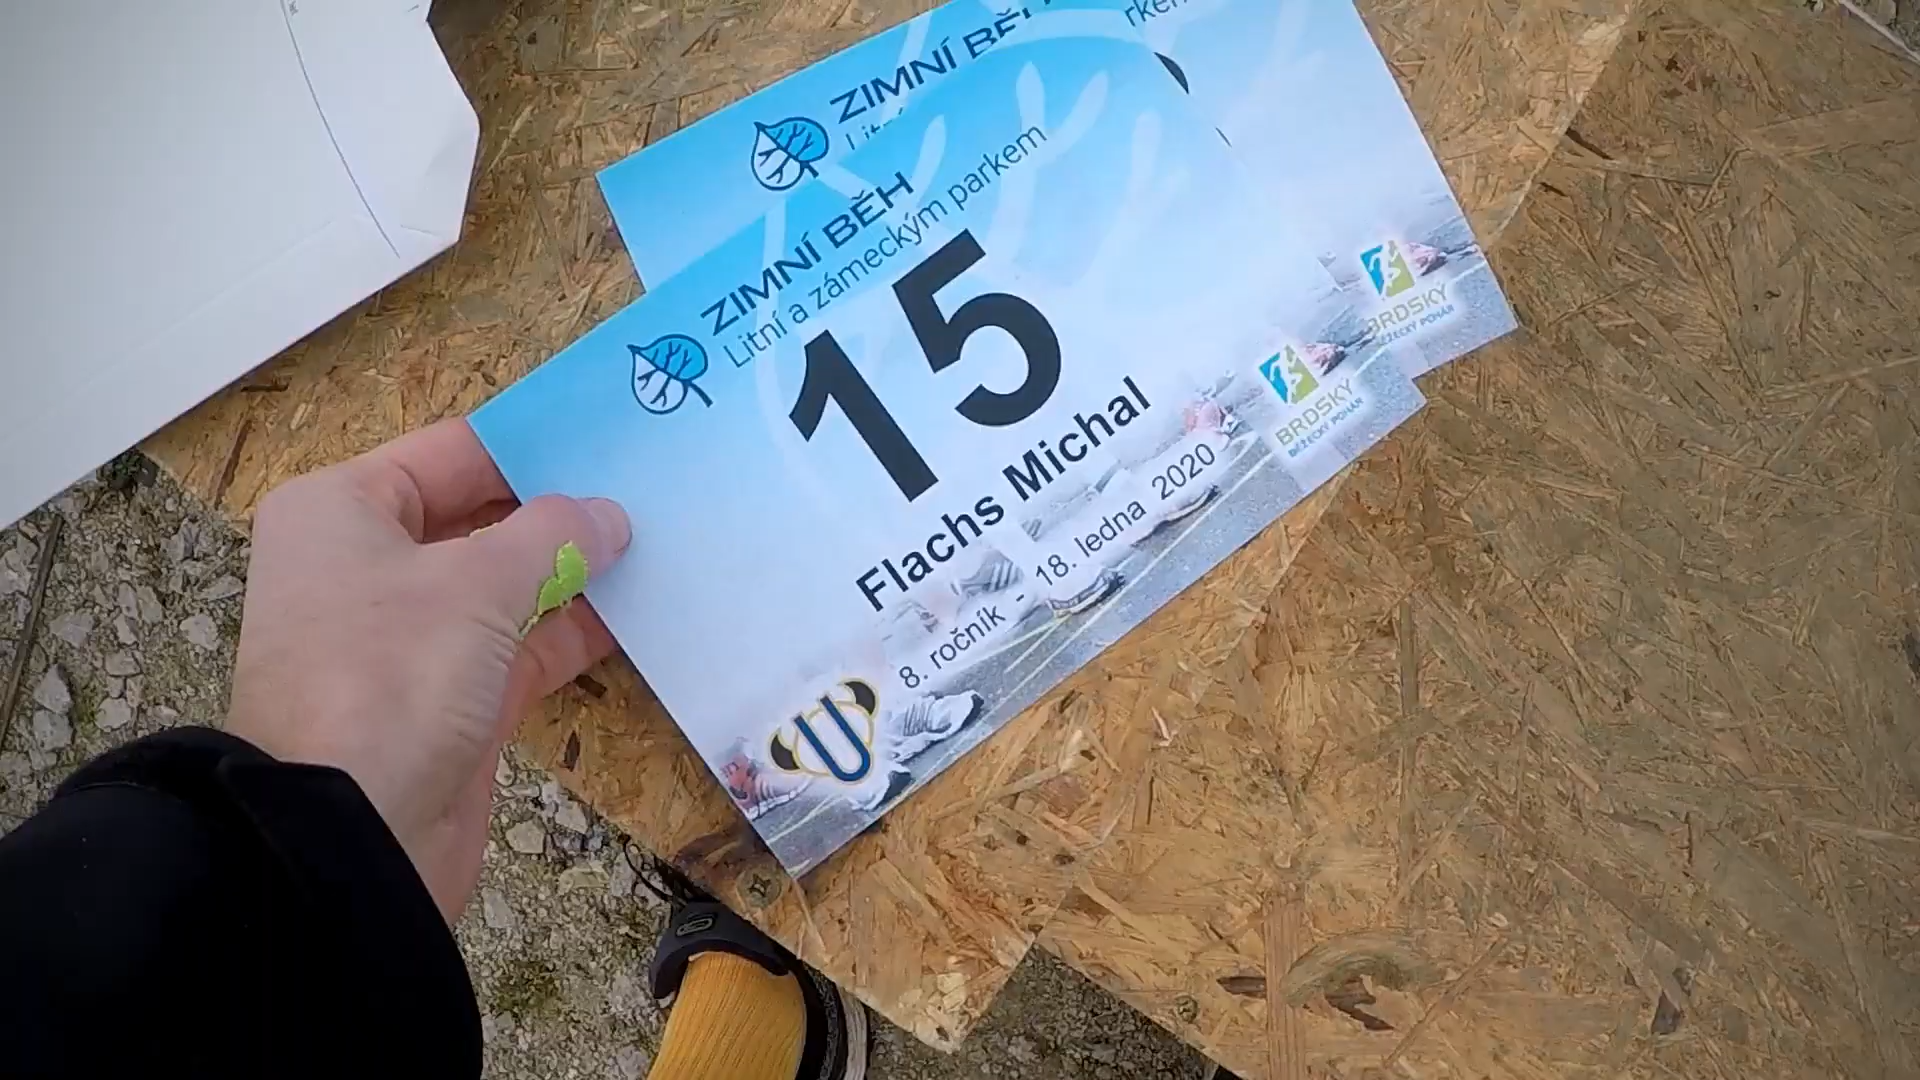 ZIMNÍ BĚH
ZIMNÍ BĚH
Litní a zámeckým parkem
15
Flachs Michal
8. ročník - 18. ledna 2020
U
BRDSKÝ
BĚŽECKÝ POHÁR
BRDSKÝ
BĚŽECKÝ POHÁR